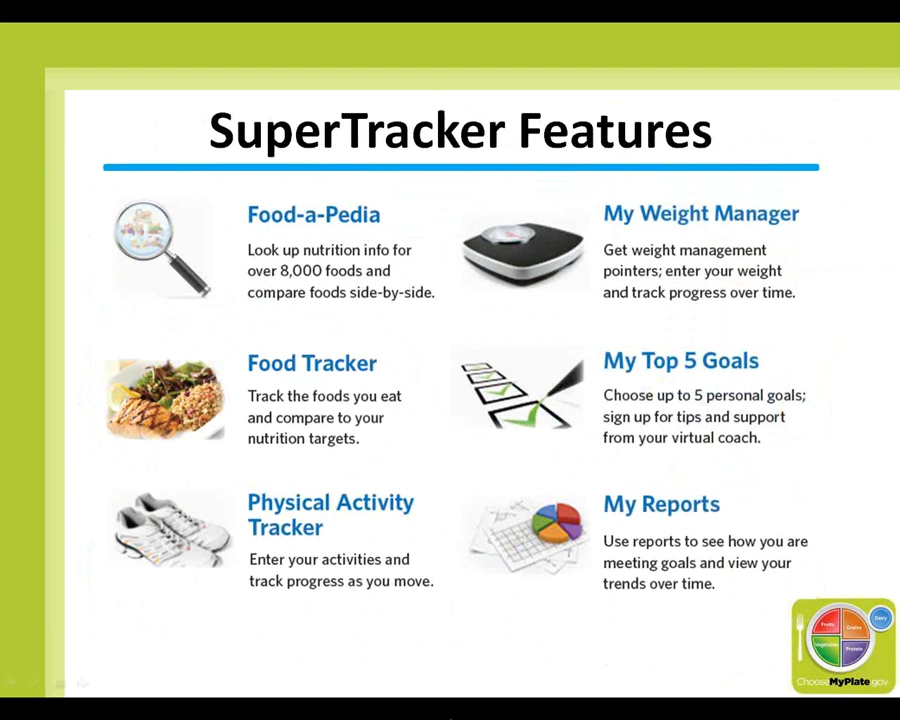 SuperTracker Features
Food-a-Pedia
Look up nutrition info for
over 8,000 foods and
compare foods side-by-side.
My Weight Manager
Get weight management
pointers; enter your weight
and track progress over time.
Food Tracker
Track the foods you eat
and compare to your
nutrition targets.
My Top 5 Goals
Choose up to 5 personal goals;
sign up for tips and support
from your virtual coach.
Physical Activity
Tracker
Enter your activities and
track progress as you move.
My Reports
Use reports to see how you are
meeting goals and view your
trends over time.
Dairy
Fruits
Grains
Vegetables
Protein
ChooseMyPlate.gov